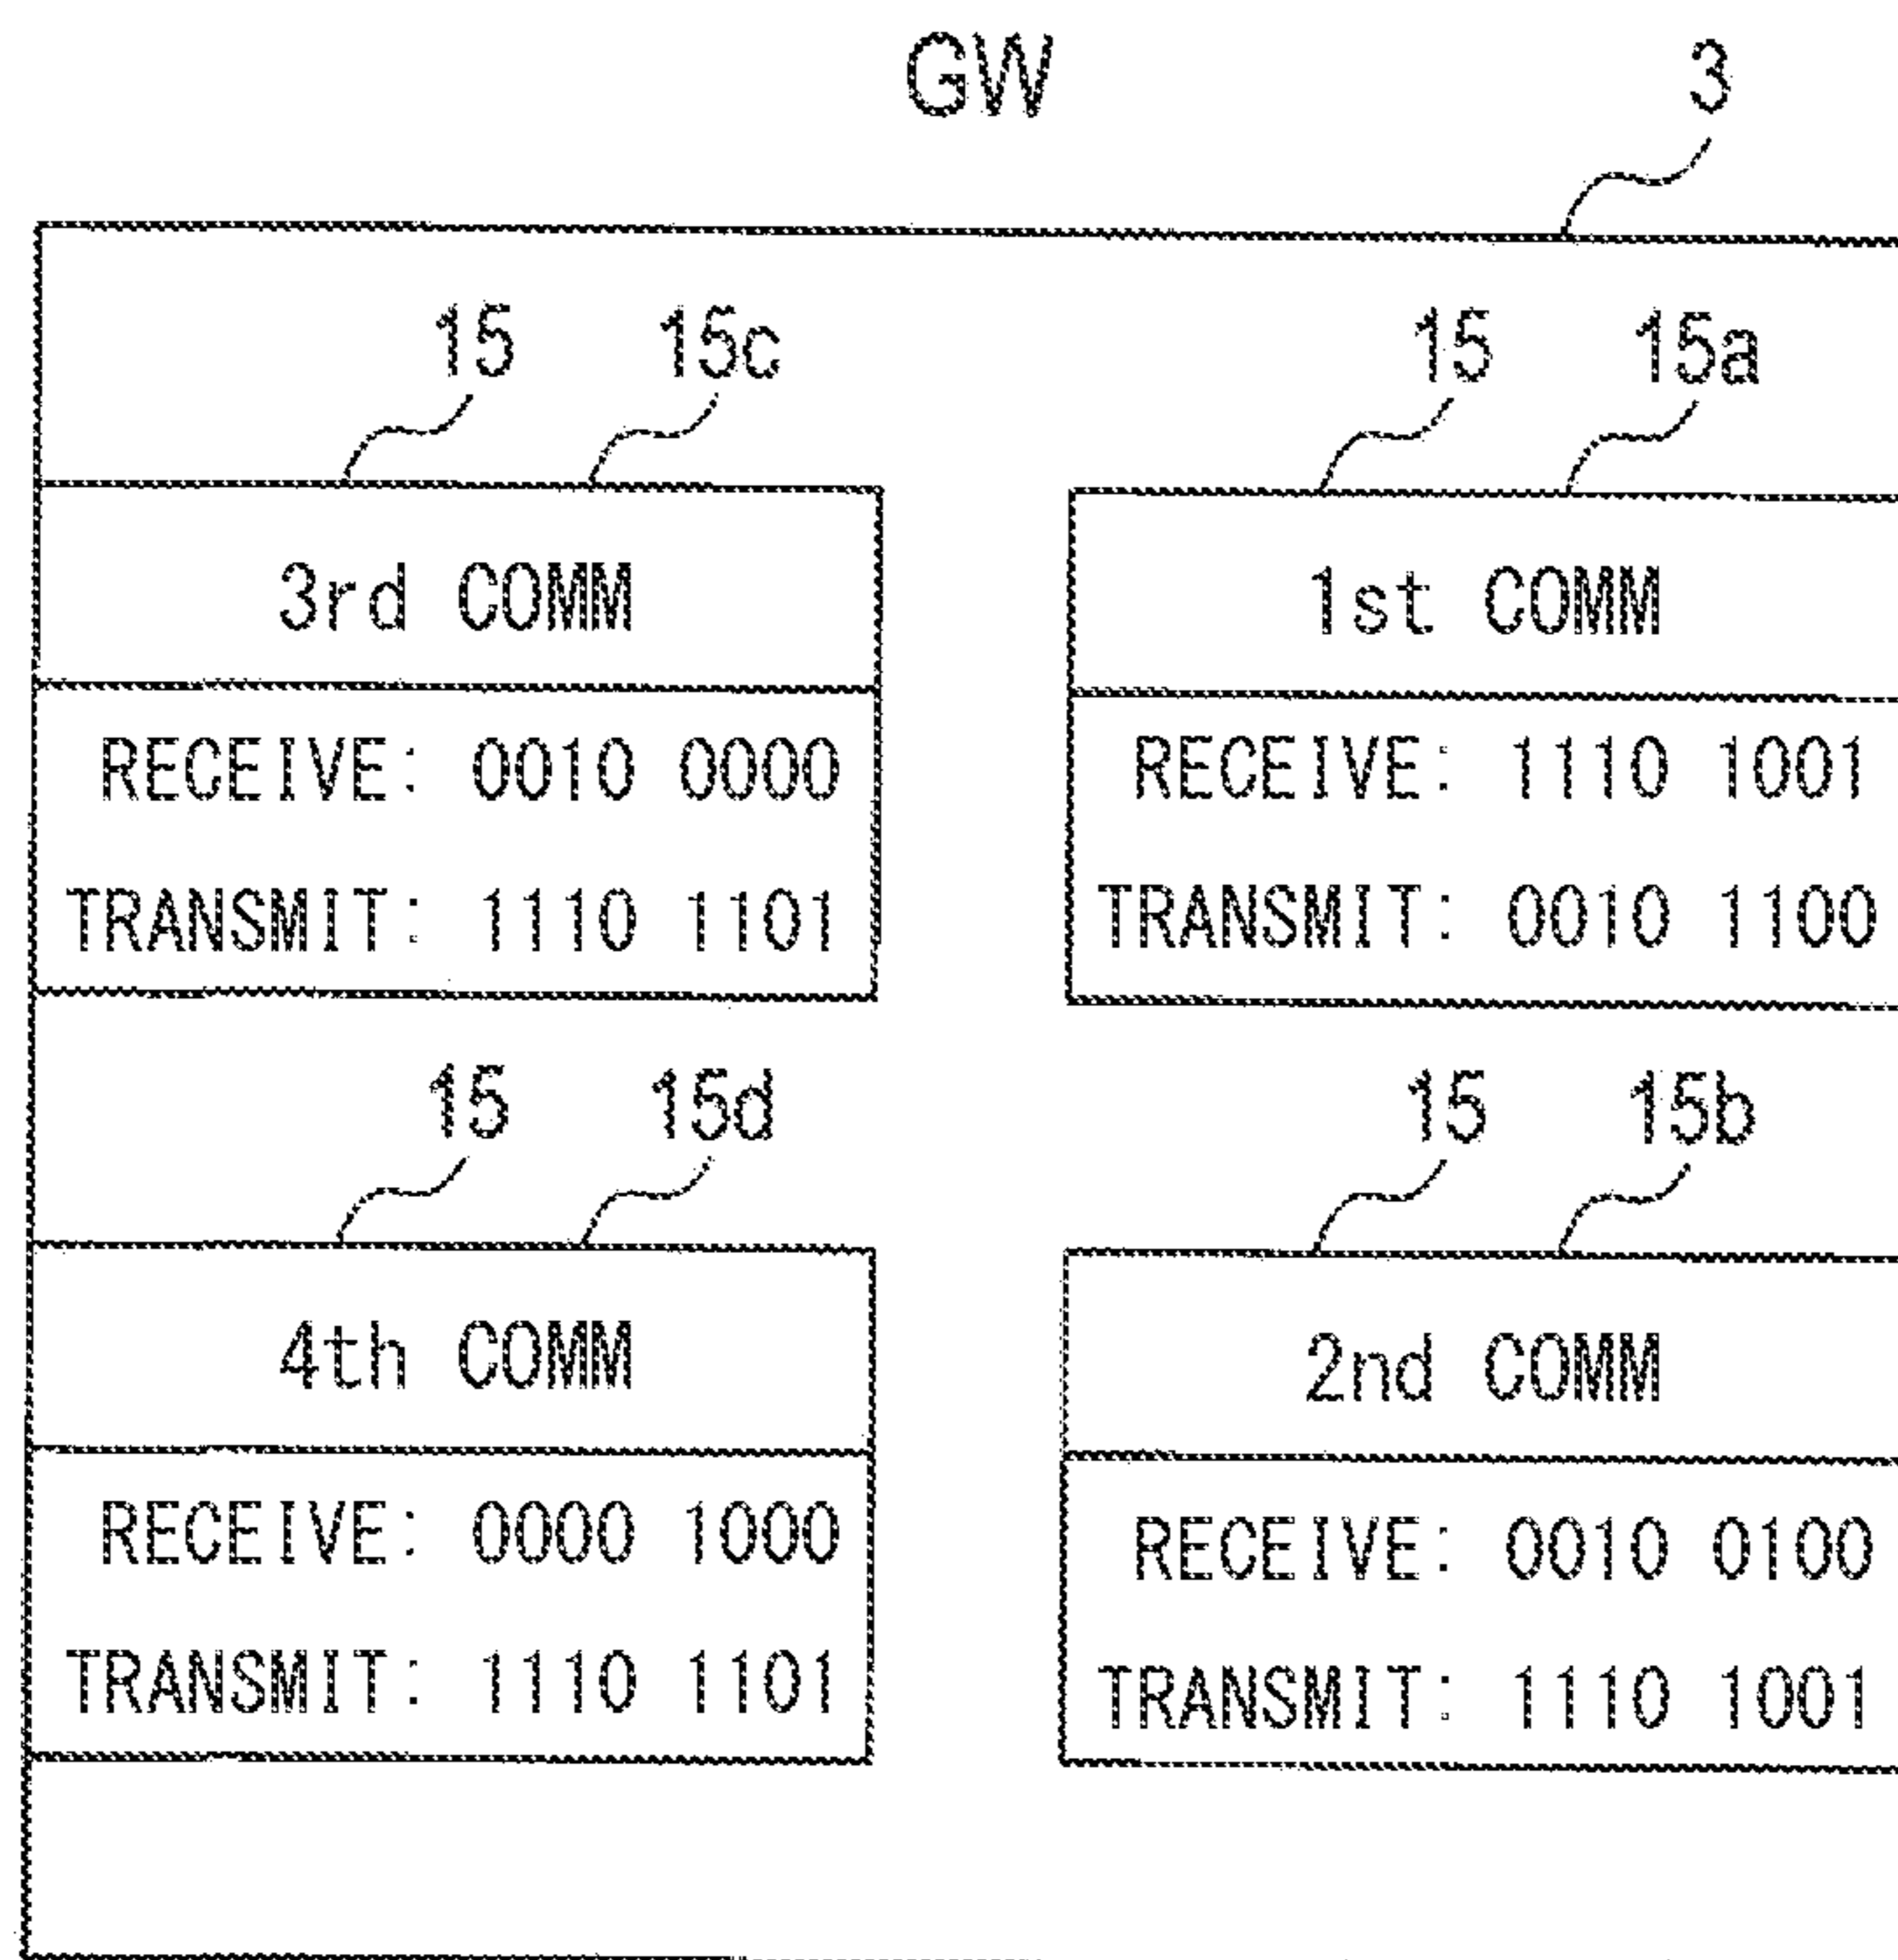 GW
3
15 15c
3rd COMM
RECEIVE: 0010 0000
TRANSMIT: 1110 1101
15 15a
1st COMM
RECEIVE: 1110 1001
TRANSMIT: 0010 1100
15 15d
4th COMM
RECEIVE: 0000 1000
TRANSMIT: 1110 1101
15 15b
2nd COMM
RECEIVE: 0010 0100
TRANSMIT: 1110 1001